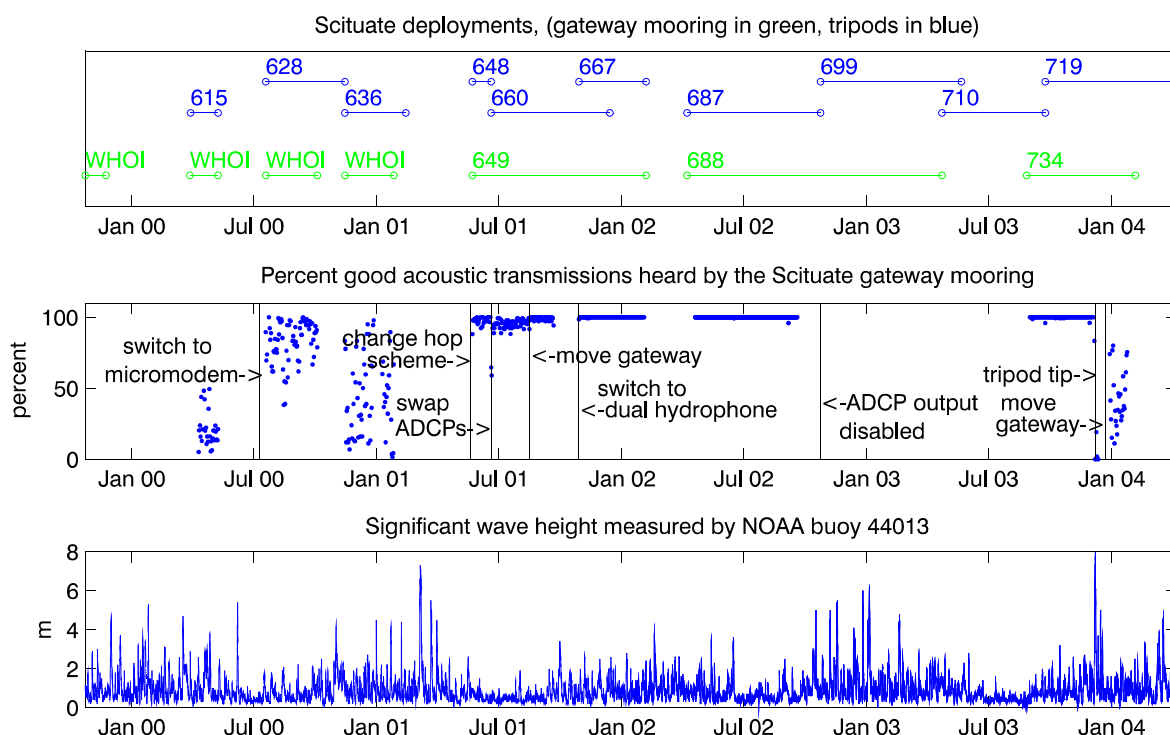 Scituate deployments, (gateway mooring in green, tripods in blue)
628 648 667 699 719
615 636 660 687 710
WHOI WHOI WHOI WHOI 649 688 734
Jan 00 Jul 00 Jan 01 Jul 01 Jan 02 Jul 02 Jan 03 Jul 03 Jan 04
Percent good acoustic transmissions heard by the Scituate gateway mooring
percent
100
50
0
switch to
micromodem->
change hop
scheme->
swap
ADCPs->
<-move gateway
switch to
<-dual hydrophone
<-ADCP output
disabled
tripod tip->
move
gateway->
Jan 00 Jul 00 Jan 01 Jul 01 Jan 02 Jul 02 Jan 03 Jul 03 Jan 04
Significant wave height measured by NOAA buoy 44013
m
8
6
4
2
0
Jan 00 Jul 00 Jan 01 Jul 01 Jan 02 Jul 02 Jan 03 Jul 03 Jan 04